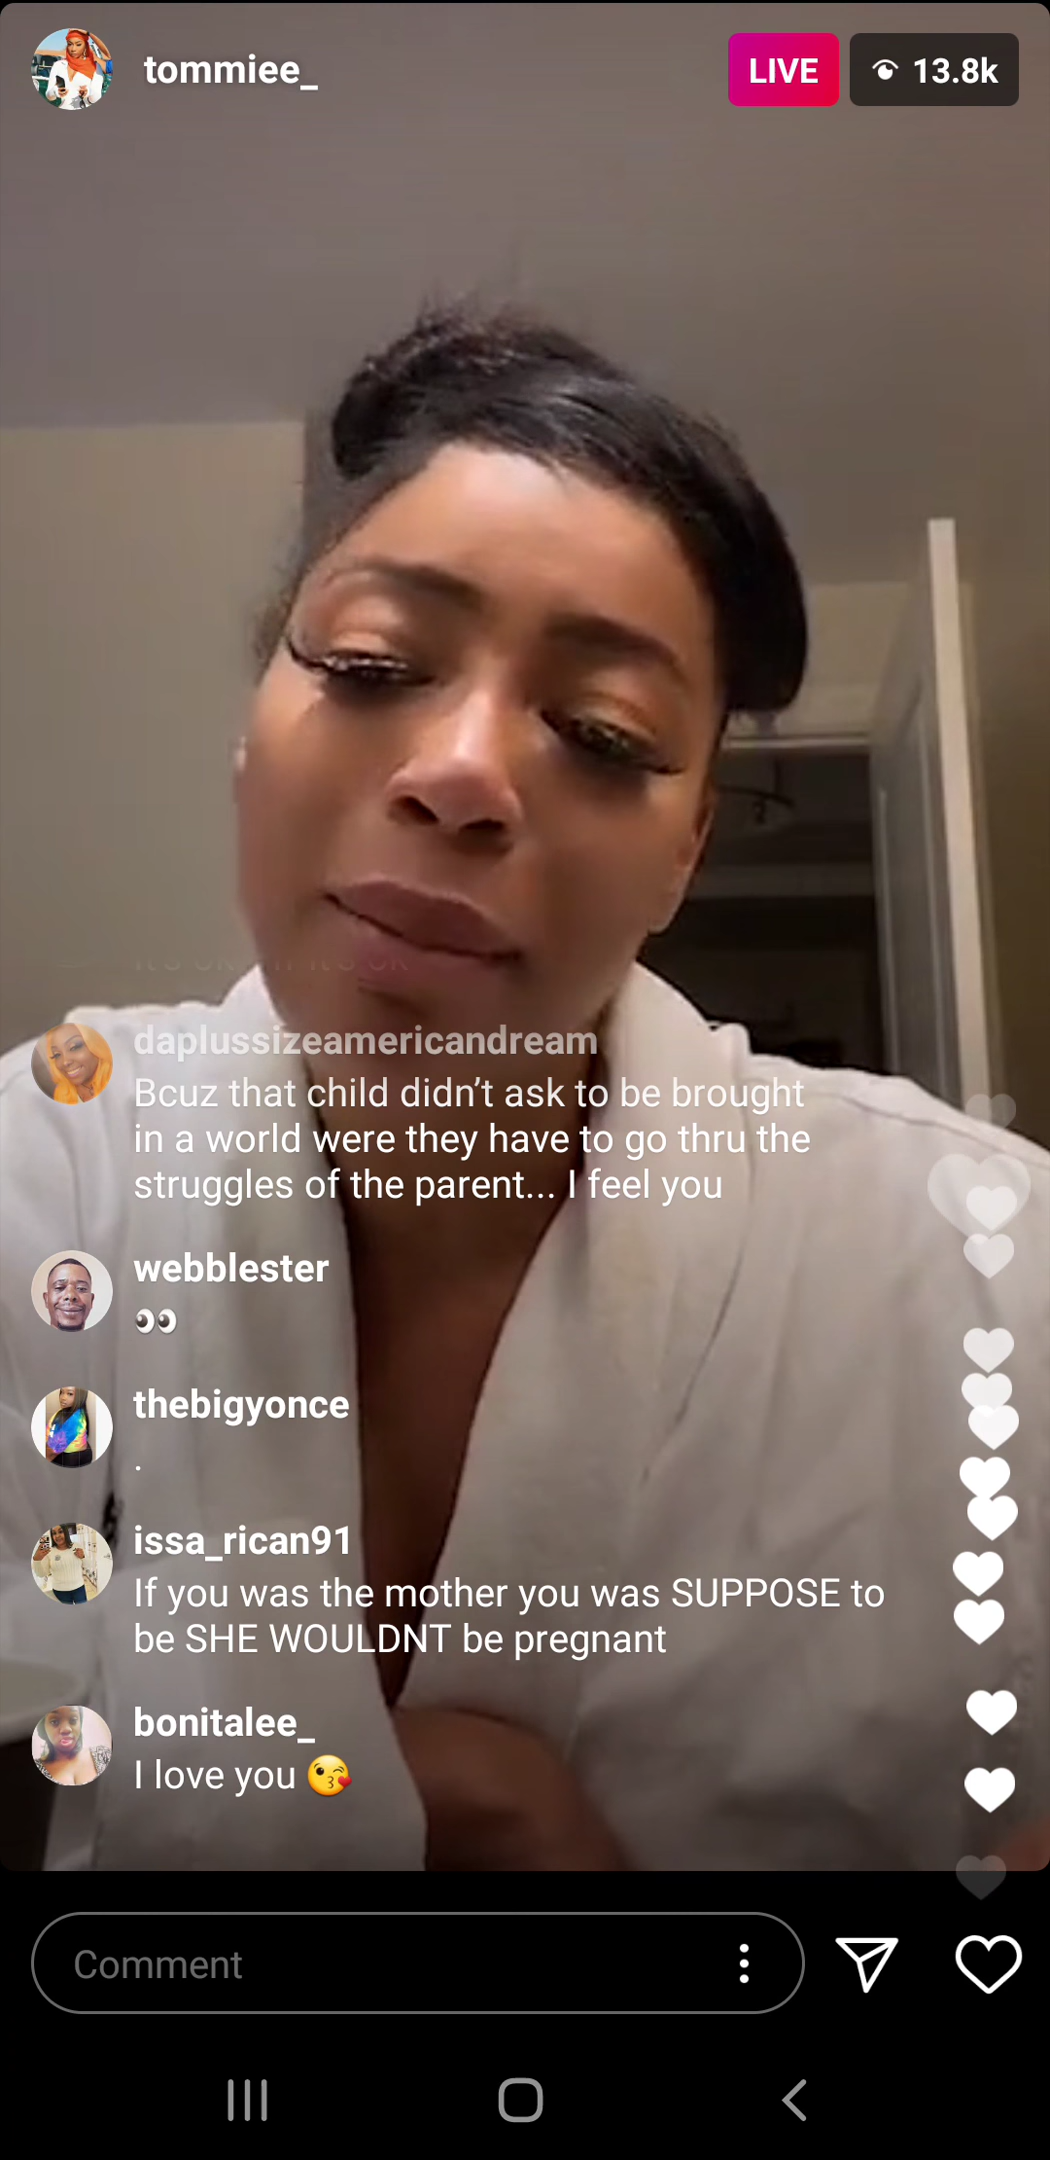 tommiee_
LIVE
13.8k
daplussizeamericandream
Bcuz that child didn’t ask to be brought
in a world were they have to go thru the
struggles of the parent... I feel you
webblester
👀
thebigyonce
.
issa_rican91
If you was the mother you was SUPPOSE to
be SHE WOULDNT be pregnant
bonitalee_
I love you 😘
Comment